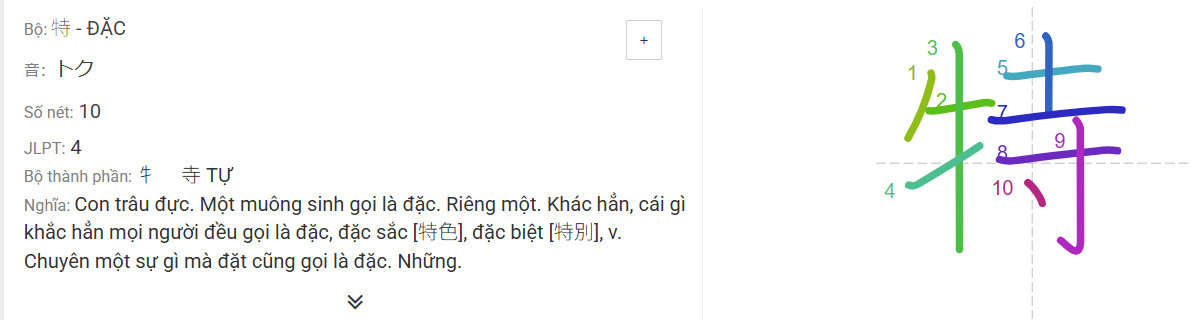 Bộ: 特 - ĐẶC
+
音: トク
Số nét: 10
JLPT: 4
Bộ thành phần: 牜 寺 TỰ
Nghĩa: Con trâu đực. Một muông sinh gọi là đặc. Riêng một. Khác hẳn, cái gì
khắc hẳn mọi người đều gọi là đặc, đặc sắc [特色], đặc biệt [特別], v.
Chuyên một sự gì mà đặt cũng gọi là đặc. Những.
1
2
3
4
5
6
7
8
9
10